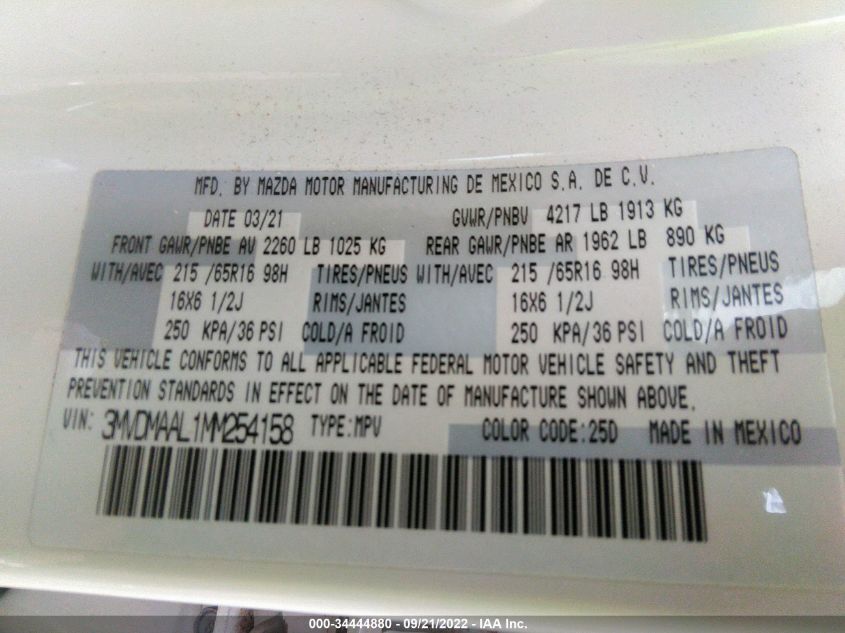 MFD. BY MAZDA MOTOR MANUFACTURING DE MEXICO S.A. DE C.V.
DATE 03/21 GVWR/PNBV 4217 LB 1913 KG
FRONT GAWR/PNBE AV 2260 LB 1025 KG REAR GAWR/PNBE AR 1962 LB 890 KG
WITH/AVEC 215 /65R16 98H TIRES/PNEUS WITH/AVEC 215 /65R16 98H TIRES/PNEUS
16X6 1/2J RIMS/JANTES 16X6 1/2J RIMS/JANTES
250 KPA/36 PSI COLD/A FROID 250 KPA/36 PSI COLD/A FROID
THIS VEHICLE CONFORMS TO ALL APPLICABLE FEDERAL MOTOR VEHICLE SAFETY AND THEFT
PREVENTION STANDARDS IN EFFECT ON THE DATE OF MANUFACTURE SHOWN ABOVE.
VIN: 3MVDMAAL1MM254158 TYPE:MPV COLOR CODE:25D MADE IN MEXICO
000-34444880 - 09/21/2022 - IAA Inc.